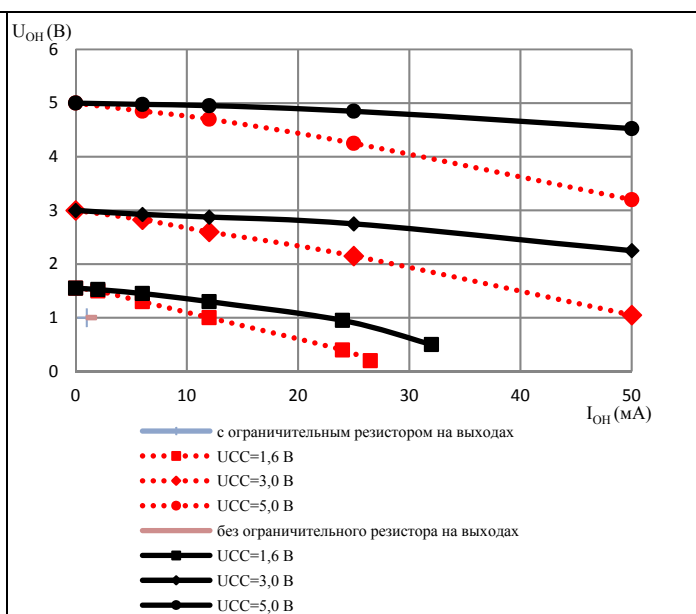 U_OH (В)
6
5
4
3
2
1
0
0 10 20 30 40 50
I_OH (мА)
с ограничительным резистором на выходах
UCC=1,6 В
UCC=3,0 В
UCC=5,0 В
без ограничительного резистора на выходах
UCC=1,6 В
UCC=3,0 В
UCC=5,0 В